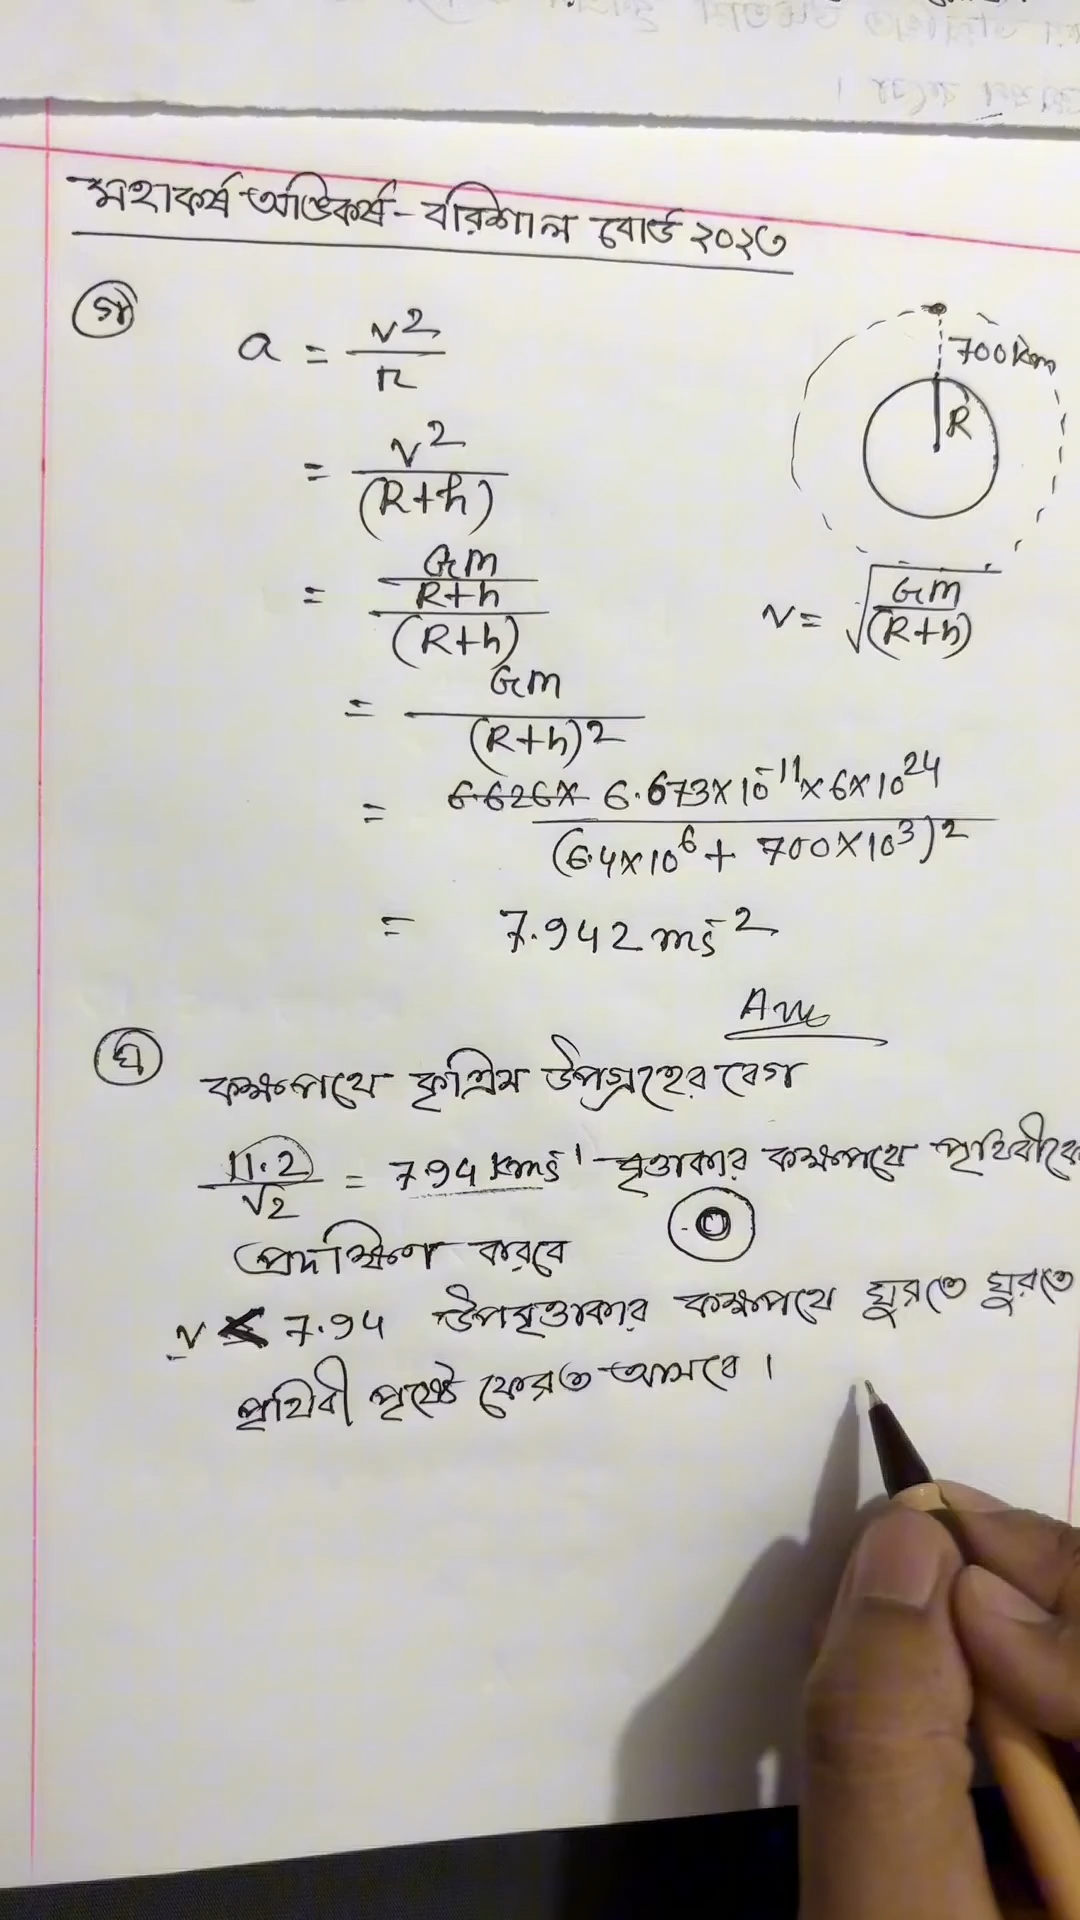 মহাকর্ষ অভিকর্ষ - বরিশাল বোর্ড ২০২৩
গ
a = v²/r
700km
R
= v²/(R+h)
= (GM/(R+h))/(R+h)
v = √(GM/(R+h))
= GM/(R+h)²
= 6.626× 6.673×10⁻¹¹×6×10²⁴/(6.4×10⁶ + 700×10³)²
= 7.942 ms⁻²
Ans
ঘ
কক্ষপথে কৃত্রিম উপগ্রহের বেগ
11.2/√2 = 7.94 kms⁻¹ বৃত্তাকার কক্ষপথে পৃথিবীকে
প্রদক্ষিণ করবে
v < 7.94 উপবৃত্তাকার কক্ষপথে ঘুরতে ঘুরতে
পৃথিবী পৃষ্ঠে ফেরত আসবে ।